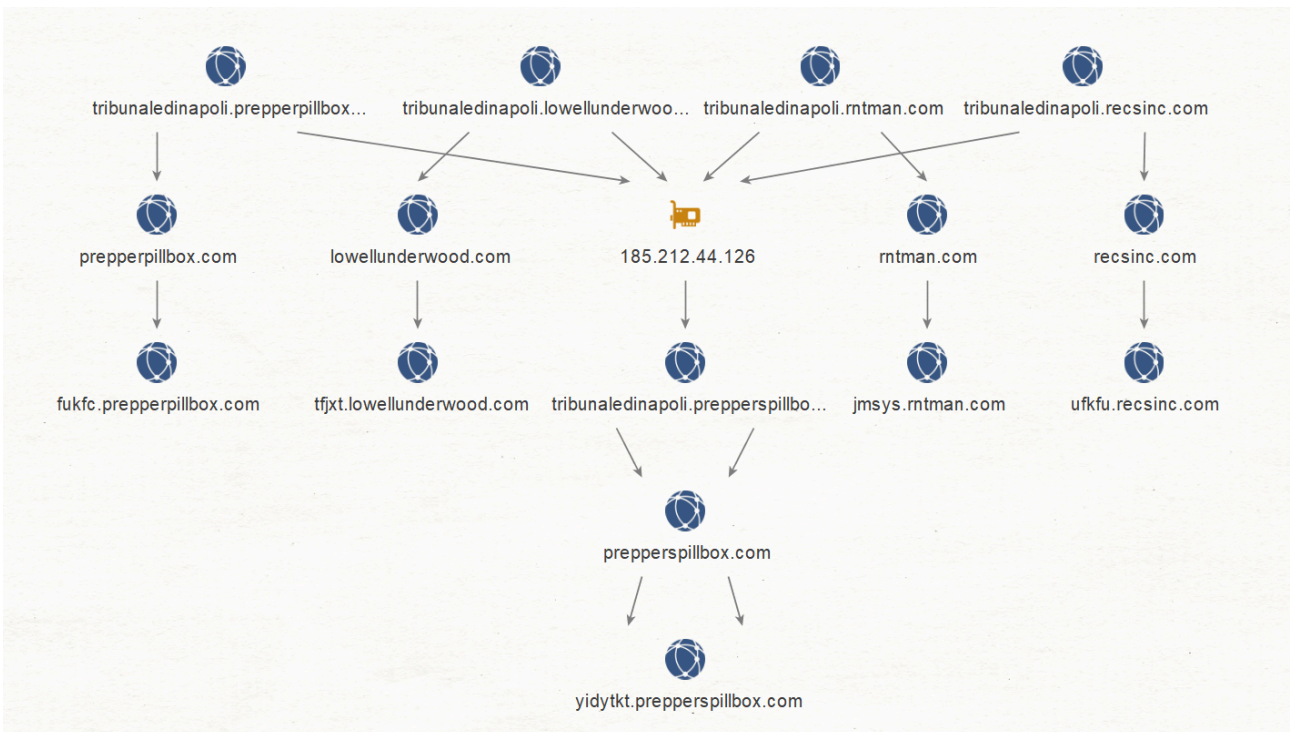 tribunaledinapoli.prepperpillbox...
tribunaledinapoli.lowellunderwoo...
tribunaledinapoli.rntman.com
tribunaledinapoli.recsinc.com
prepperpillbox.com
lowellunderwood.com
185.212.44.126
rntman.com
recsinc.com
fukfc.prepperpillbox.com
tfjxt.lowellunderwood.com
tribunaledinapoli.prepperspillbo...
jmsys.rntman.com
ufkfu.recsinc.com
prepperspillbox.com
yidytkt.prepperspillbox.com